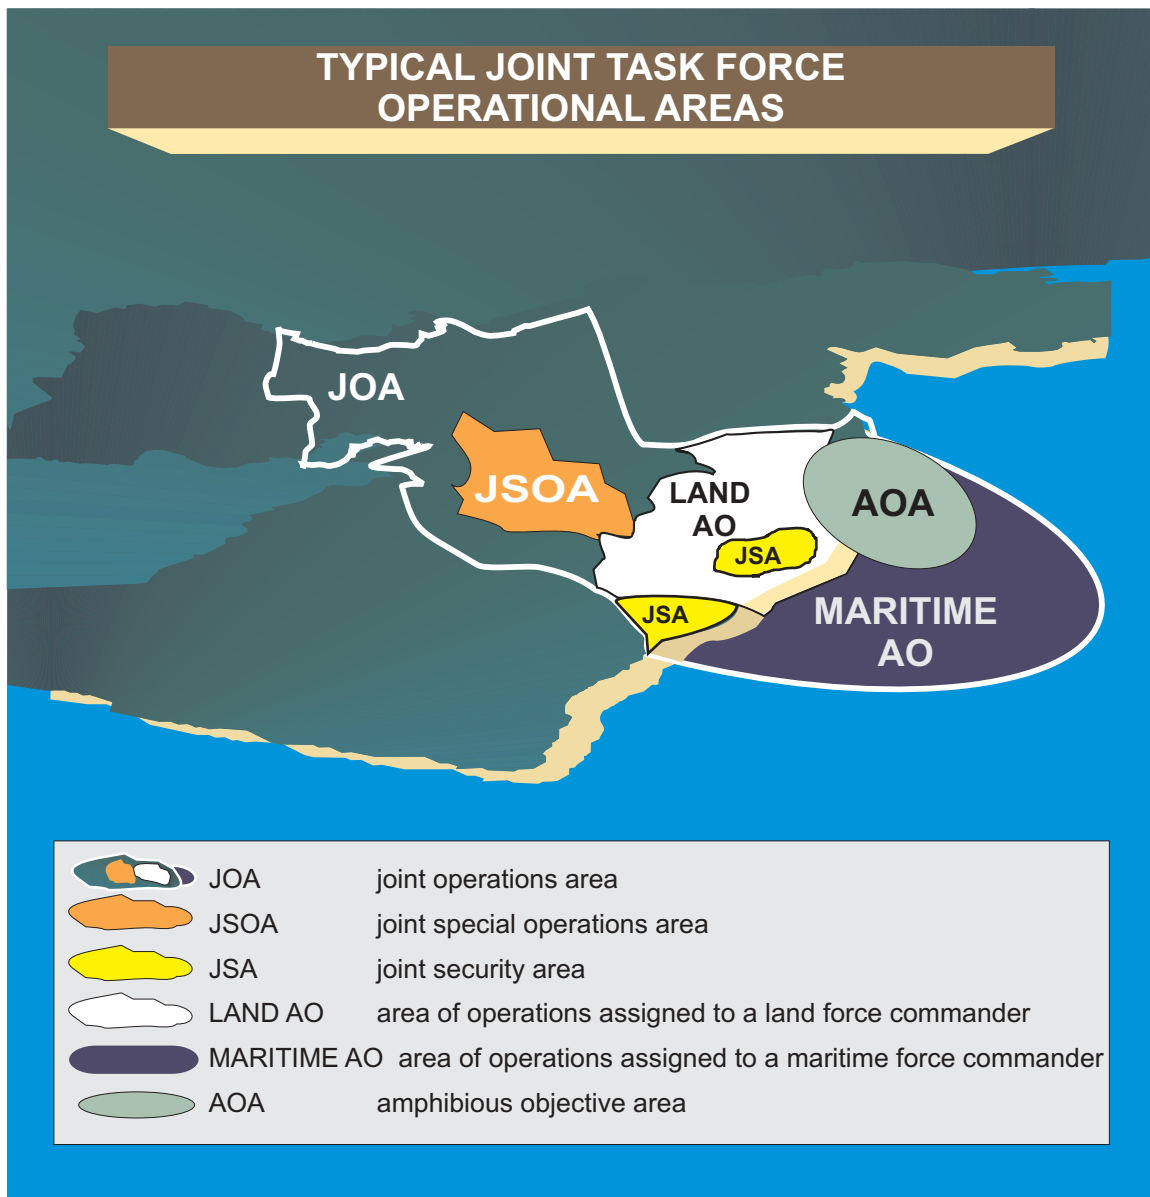 TYPICAL JOINT TASK FORCE
OPERATIONAL AREAS
JOA
JSOA
LAND
AO
AOA
JSA
JSA
MARITIME
AO
JOA joint operations area
JSOA joint special operations area
JSA joint security area
LAND AO area of operations assigned to a land force commander
MARITIME AO area of operations assigned to a maritime force commander
AOA amphibious objective area